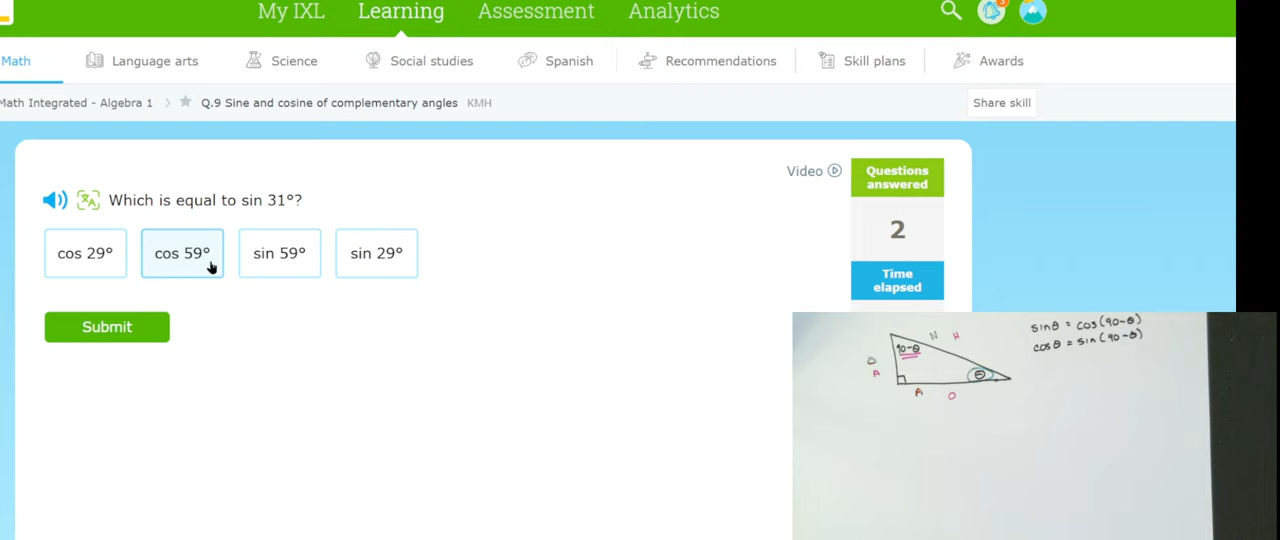 My IXL Learning Assessment Analytics
3
Math Language arts Science Social studies Spanish Recommendations Skill plans Awards
Math Integrated - Algebra 1 > Q.9 Sine and cosine of complementary angles KMH
Share skill
Video
Questions answered
2
Time elapsed
Which is equal to sin 31°?
cos 29° cos 59° sin 59° sin 29°
Submit
sinθ = cos(90-θ)
cosθ = sin(90-θ)
H H
90-θ
O
A
θ
A O